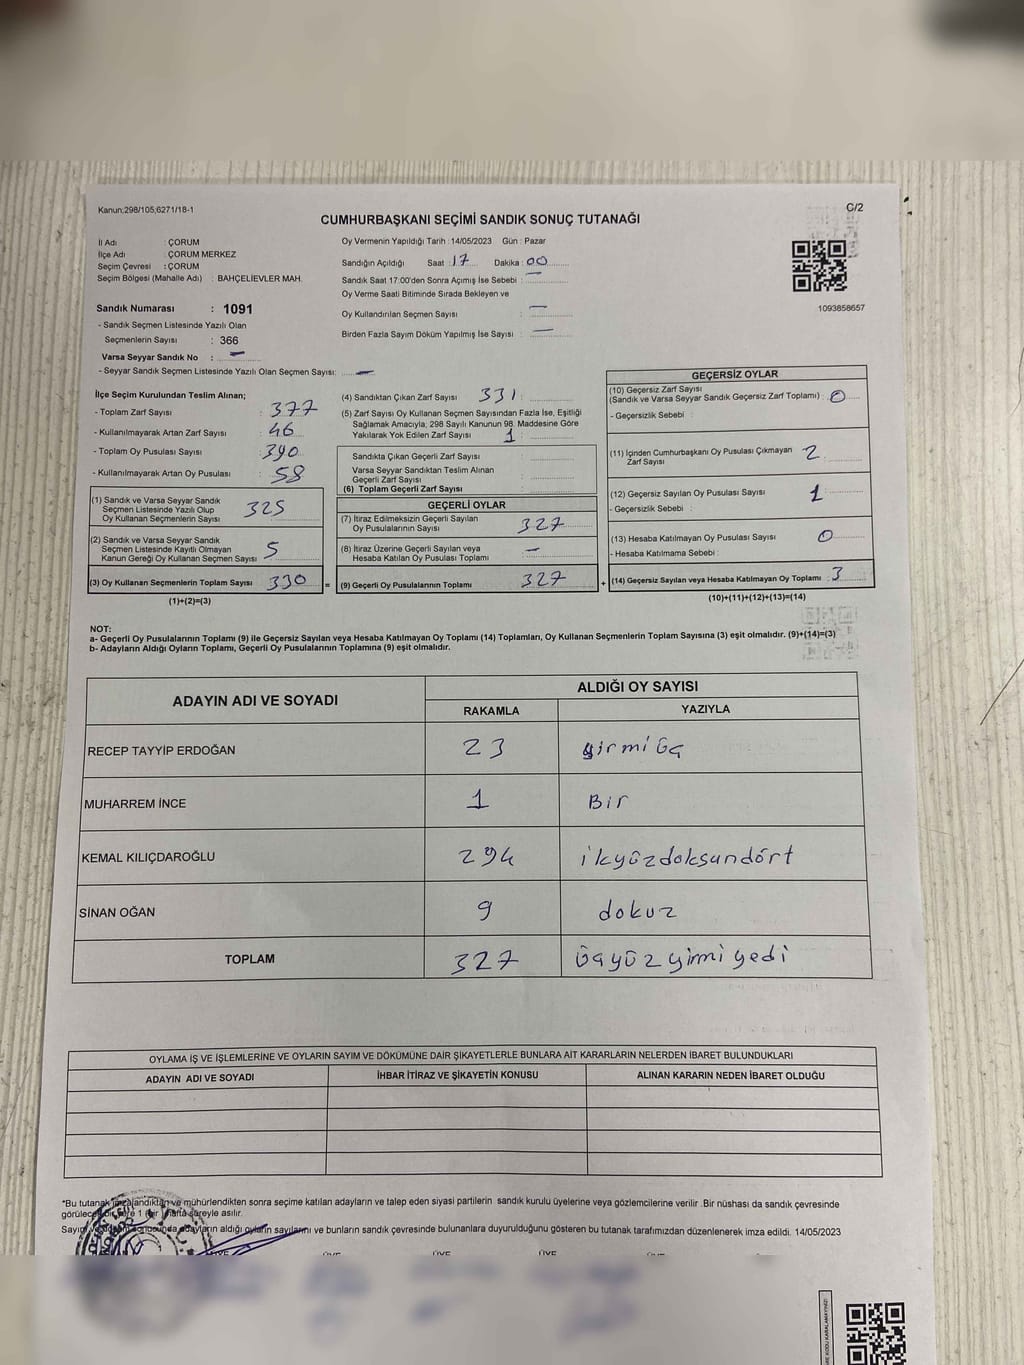 Kanun:298/105,6271/18-1
C/2
CUMHURBAŞKANI SEÇİMİ SANDIK SONUÇ TUTANAĞI
İl Adı : ÇORUM
İlçe Adı : ÇORUM MERKEZ
Seçim Çevresi : ÇORUM
Seçim Bölgesi (Mahalle Adı) : BAHÇELİEVLER MAH.
Sandık Numarası : 1091
- Sandık Seçmen Listesinde Yazılı Olan
Seçmenlerin Sayısı : 366
Varsa Seyyar Sandık No : —
- Seyyar Sandık Seçmen Listesinde Yazılı Olan Seçmen Sayısı: —
Oy Vermenin Yapıldığı Tarih : 14/05/2023 Gün : Pazar
Sandığın Açıldığı Saat : 17 Dakika : 00
Sandık Saat 17:00'den Sonra Açımış İse Sebebi : —
Oy Verme Saati Bitiminde Sırada Bekleyen ve
Oy Kullandırılan Seçmen Sayısı : —
Birden Fazla Sayım Döküm Yapılmış İse Sayısı : —
1093858657
İlçe Seçim Kurulundan Teslim Alınan;
- Toplam Zarf Sayısı : 377
- Kullanılmayarak Artan Zarf Sayısı : 46
- Toplam Oy Pusulası Sayısı : 390
- Kullanılmayarak Artan Oy Pusulası : 58
(1) Sandık ve Varsa Seyyar Sandık
Seçmen Listesinde Yazılı Olup
Oy Kullanan Seçmenlerin Sayısı 325
(2) Sandık ve Varsa Seyyar Sandık
Seçmen Listesinde Kayıtlı Olmayan
Kanun Gereği Oy Kullanan Seçmen Sayısı 5
(3) Oy Kullanan Seçmenlerin Toplam Sayısı 330
(1)+(2)=(3)
(4) Sandıktan Çıkan Zarf Sayısı 331
(5) Zarf Sayısı Oy Kullanan Seçmen Sayısından Fazla İse, Eşitliği
Sağlamak Amacıyla, 298 Sayılı Kanunun 98. Maddesine Göre
Yakılarak Yok Edilen Zarf Sayısı 1
Sandıkta Çıkan Geçerli Zarf Sayısı :
Varsa Seyyar Sandıktan Teslim Alınan
Geçerli Zarf Sayısı :
(6) Toplam Geçerli Zarf Sayısı :
GEÇERLİ OYLAR
(7) İtiraz Edilmeksizin Geçerli Sayılan
Oy Pusulalarının Sayısı 327
(8) İtiraz Üzerine Geçerli Sayılan veya
Hesaba Katılan Oy Pusulası Toplamı —
= (9) Geçerli Oy Pusulalarının Toplamı 327
GEÇERSİZ OYLAR
(10) Geçersiz Zarf Sayısı
(Sandık ve Varsa Seyyar Sandık Geçersiz Zarf Toplamı) : 0
- Geçersizlik Sebebi :
(11) İçinden Cumhurbaşkanı Oy Pusulası Çıkmayan
Zarf Sayısı 2
(12) Geçersiz Sayılan Oy Pusulası Sayısı 1
- Geçersizlik Sebebi :
(13) Hesaba Katılmayan Oy Pusulası Sayısı 0
- Hesaba Katılmama Sebebi :
+ (14) Geçersiz Sayılan veya Hesaba Katılmayan Oy Toplamı : 3
(10)+(11)+(12)+(13)=(14)
NOT:
a- Geçerli Oy Pusulalarının Toplamı (9) ile Geçersiz Sayılan veya Hesaba Katılmayan Oy Toplamı (14) Toplamları, Oy Kullanan Seçmenlerin Toplam Sayısına (3) eşit olmalıdır. (9)+(14)=(3)
b- Adayların Aldığı Oyların Toplamı, Geçerli Oy Pusulalarının Toplamına (9) eşit olmalıdır.
ADAYIN ADI VE SOYADI ALDIĞI OY SAYISI
RAKAMLA YAZIYLA
RECEP TAYYİP ERDOĞAN 23 yirmi üç
MUHARREM İNCE 1 Bir
KEMAL KILIÇDAROĞLU 294 ikyüzdoksandört
SİNAN OĞAN 9 dokuz
TOPLAM 327 üçyüzyirmiyedi
OYLAMA İŞ VE İŞLEMLERİNE VE OYLARIN SAYIM VE DÖKÜMÜNE DAİR ŞİKAYETLERLE BUNLARA AİT KARARLARIN NELERDEN İBARET BULUNDUKLARI
ADAYIN ADI VE SOYADI İHBAR İTİRAZ VE ŞİKAYETİN KONUSU ALINAN KARARIN NEDEN İBARET OLDUĞU
*Bu tutanak imzalandıktan ve mühürlendikten sonra seçime katılan adayların ve talep eden siyasi partilerin sandık kurulu üyelerine veya gözlemcilerine verilir. Bir nüshası da sandık çevresinde
görülecek bir yere 1 (bir) hafta süreyle asılır.
Sayım adayların aldığı oyların sayılarını ve bunların sandık çevresinde bulunanlara duyurulduğunu gösteren bu tutanak tarafımızdan düzenlenerek imza edildi. 14/05/2023
ÜYE ÜYE ÜYE ÜYE